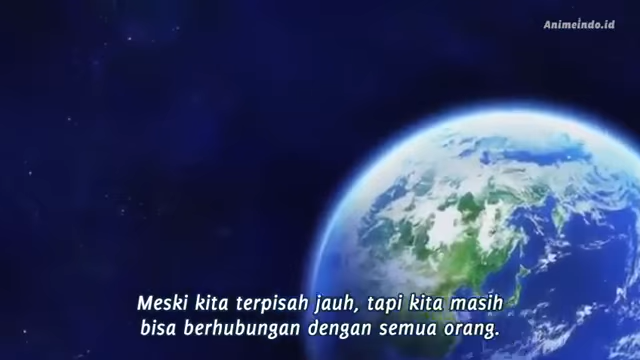 Animeindo.id
Meski kita terpisah jauh, tapi kita masih
bisa berhubungan dengan semua orang.